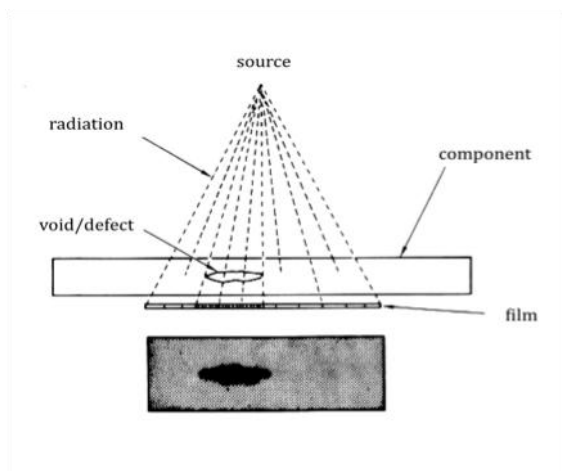 source
radiation
component
void/defect
film